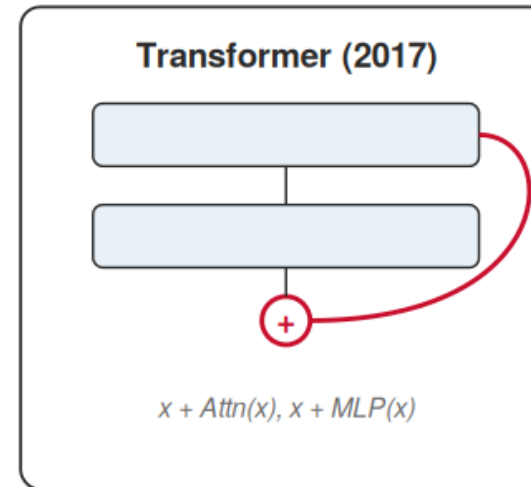 Transformer (2017)
+
x + Attn(x), x + MLP(x)